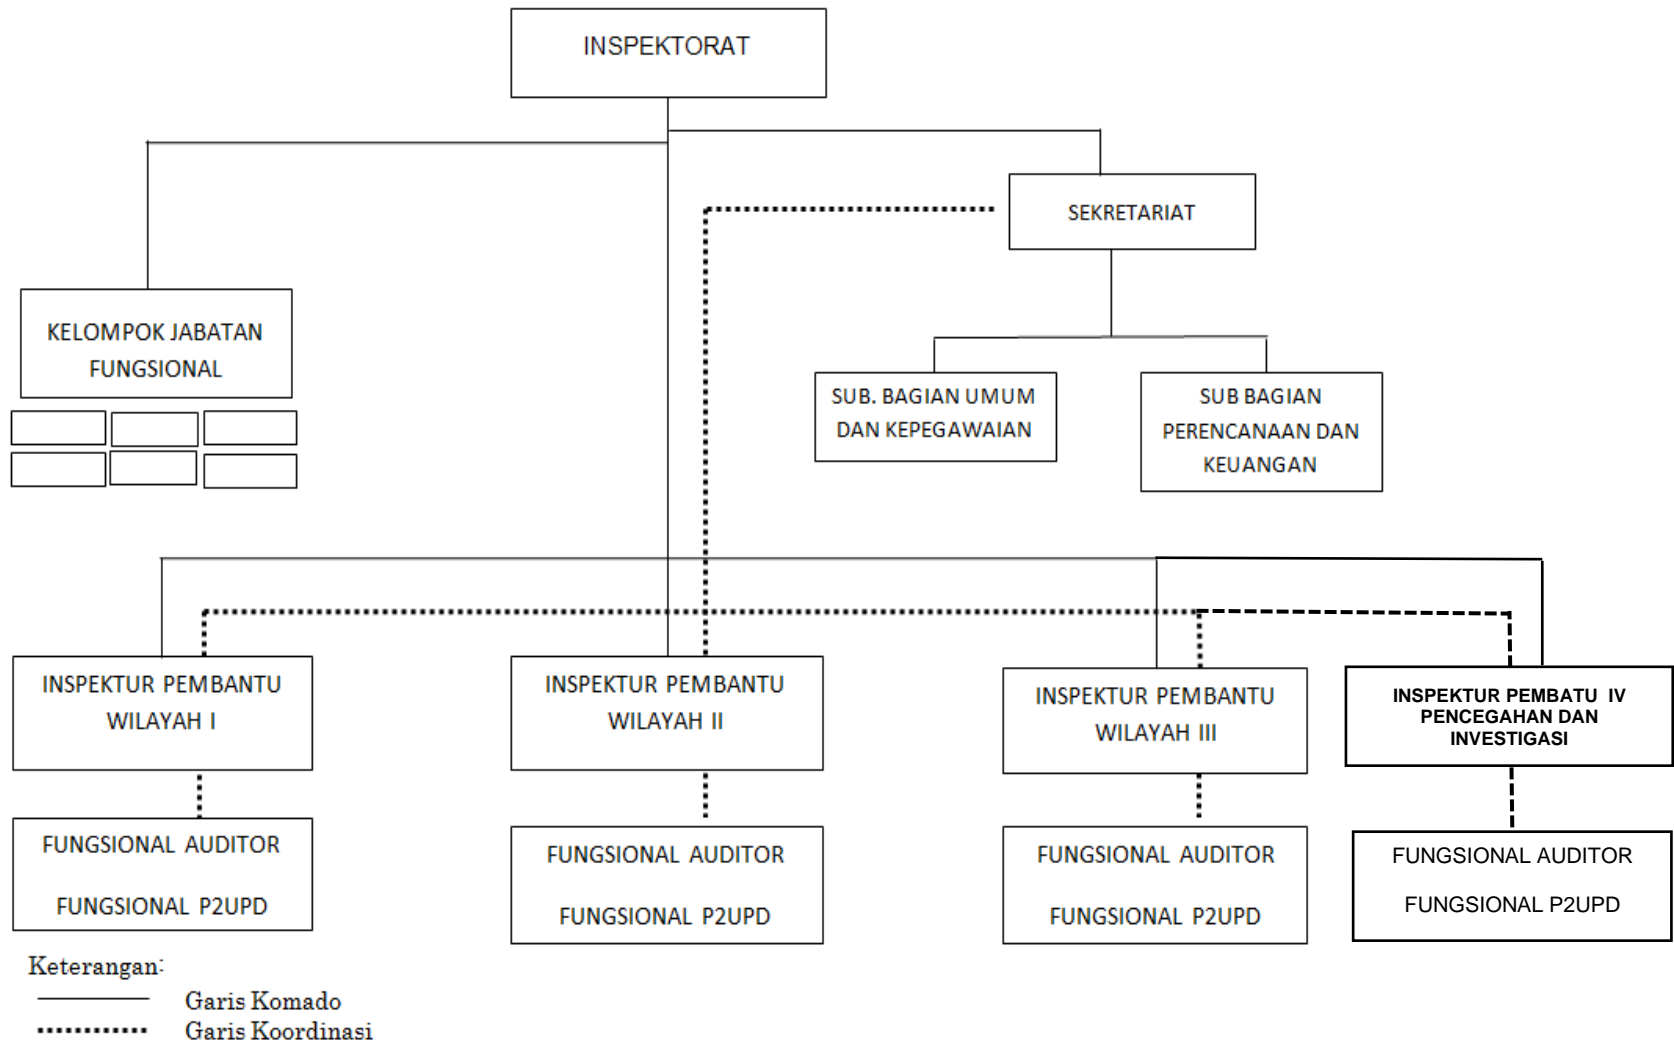 INSPEKTORAT
SEKRETARIAT
KELOMPOK JABATAN
FUNGSIONAL
SUB. BAGIAN UMUM
DAN KEPEGAWAIAN
SUB BAGIAN
PERENCANAAN DAN
KEUANGAN
INSPEKTUR PEMBANTU
WILAYAH I
INSPEKTUR PEMBANTU
WILAYAH II
INSPEKTUR PEMBANTU
WILAYAH III
INSPEKTUR PEMBATU IV
PENCEGAHAN DAN
INVESTIGASI
FUNGSIONAL AUDITOR
FUNGSIONAL P2UPD
FUNGSIONAL AUDITOR
FUNGSIONAL P2UPD
FUNGSIONAL AUDITOR
FUNGSIONAL P2UPD
FUNGSIONAL AUDITOR
FUNGSIONAL P2UPD
Keterangan:
Garis Komado
Garis Koordinasi